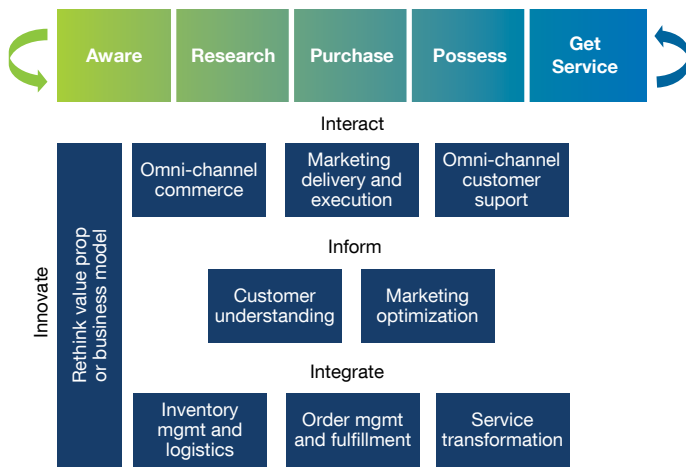 Aware
Research
Purchase
Possess
Get
Service
Interact
Omni-channel
commerce
Marketing
delivery and
execution
Omni-channel
customer
suport
Innovate
Rethink value prop
or business model
Inform
Customer
understanding
Marketing
optimization
Integrate
Inventory
mgmt and
logistics
Order mgmt
and fulfillment
Service
transformation